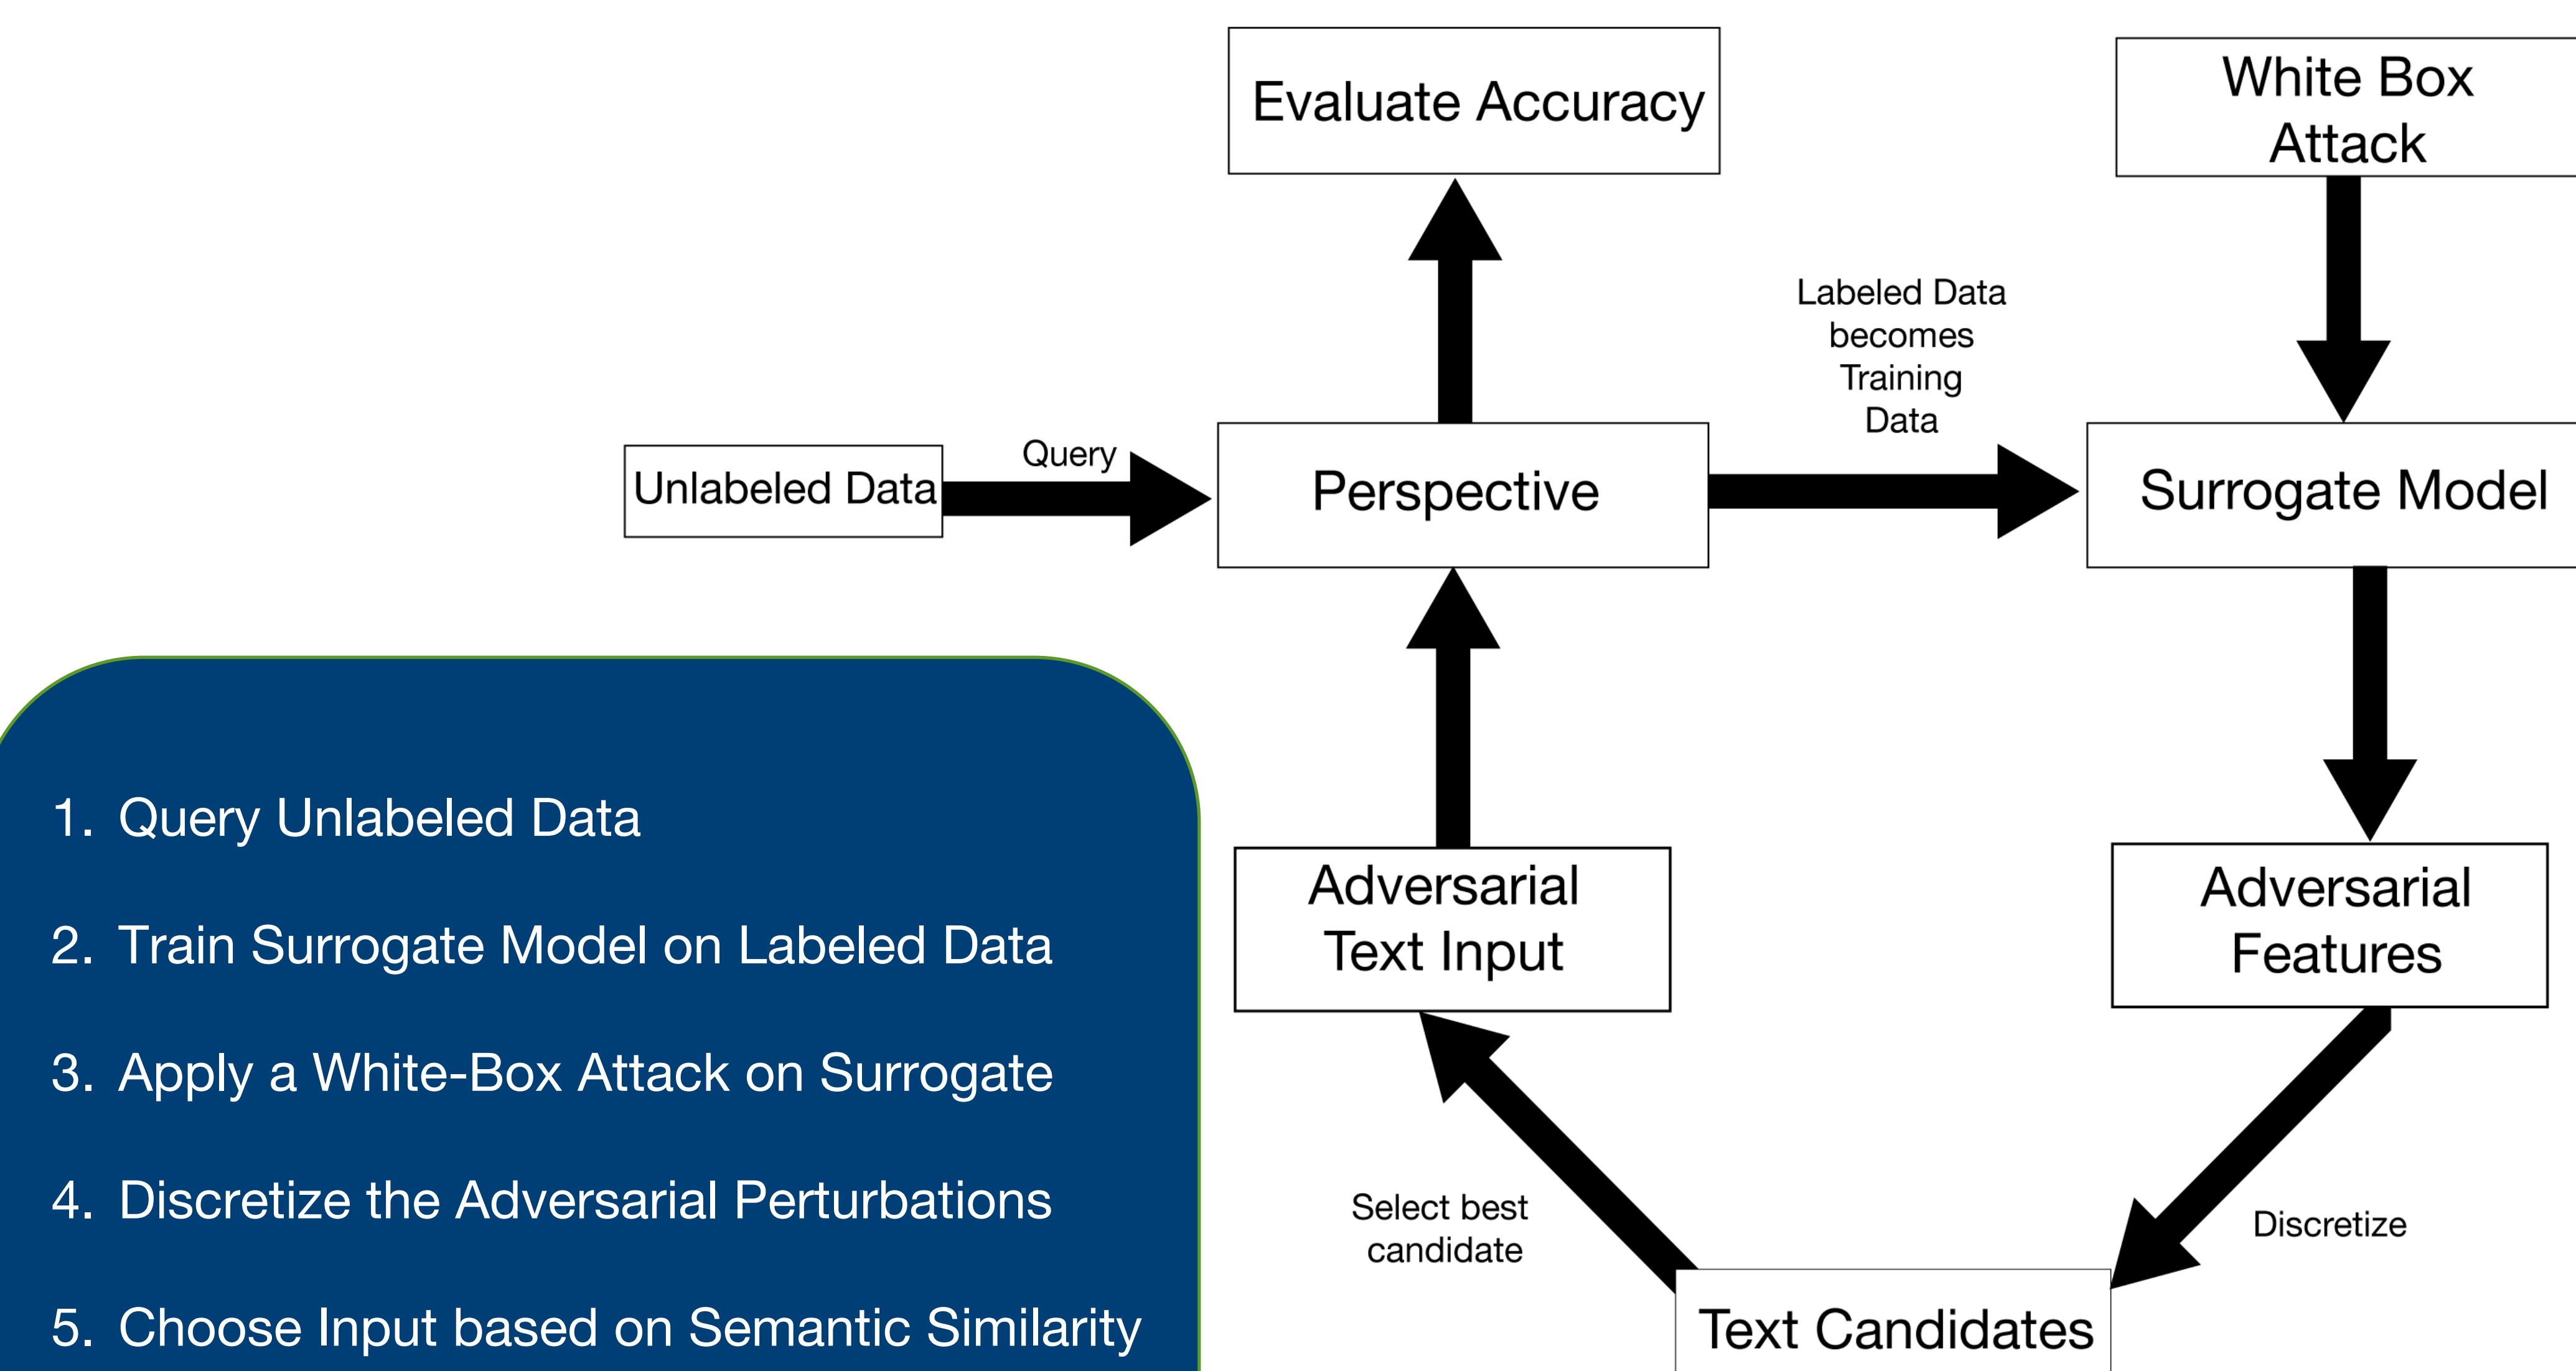 Evaluate Accuracy
White Box
Attack
Labeled Data
becomes
Training
Data
Unlabeled Data
Query
Perspective
Surrogate Model
Adversarial
Text Input
Adversarial
Features
Select best
candidate
Discretize
Text Candidates
1. Query Unlabeled Data
2. Train Surrogate Model on Labeled Data
3. Apply a White-Box Attack on Surrogate
4. Discretize the Adversarial Perturbations
5. Choose Input based on Semantic Similarity